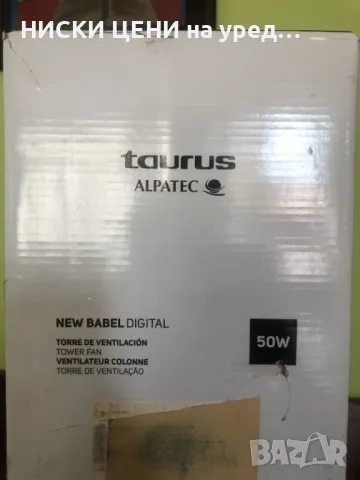 НИСКИ ЦЕНИ на уред...
taurus
ALPATEC
NEW BABEL DIGITAL
TORRE DE VENTILACIÓN
TOWER FAN
VENTILATEUR COLONNE
TORRE DE VENTILAÇÃO
50W
BAZAR